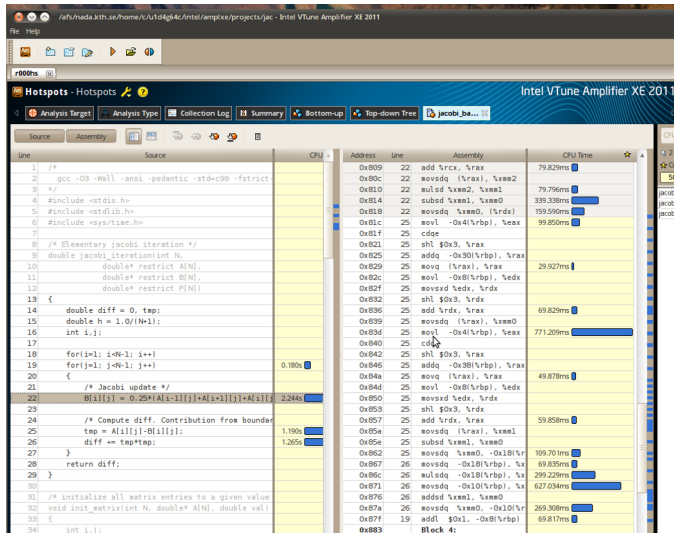 /afs/nada.kth.se/home/c/u1d4g64c/intel/amplxe/projects/jac - Intel VTune Amplifier XE 2011
File Help
r000hs
Hotspots - Hotspots
Intel VTune Amplifier XE 2011
Analysis Target Analysis Type Collection Log Summary Bottom-up Top-down Tree jacobi_ba...
Source Assembly
Line Source CPU
1 /*
2 gcc -O3 -Wall -ansi -pedantic -std=c99 -fstrict-
3 */
4 #include <stdio.h>
5 #include <stdlib.h>
6 #include <sys/time.h>
7
8 /* Elementary jacobi iteration */
9 double jacobi_iteration(int N,
10 double* restrict A[N],
11 double* restrict B[N],
12 double* restrict P[N])
13 {
14 double diff = 0, tmp;
15 double h = 1.0/(N+1);
16 int i,j;
17
18 for(i=1; i<N-1; i++)
19 for(j=1; j<N-1; j++) 0.180s
20 {
21 /* Jacobi update */
22 B[i][j] = 0.25*(A[i-1][j]+A[i+1][j]+A[i][j 2.244s
23
24 /* Compute diff. Contribution from boundar
25 tmp = A[i][j]-B[i][j]; 1.190s
26 diff += tmp*tmp; 1.265s
27 }
28 return diff;
29 }
30
31 /* initialize all matrix entries to a given value
32 void init_matrix(int N, double* A[N], double val)
33 {
34 int i,j;
Address Line Assembly CPU Time
0x809 22 add %rcx, %rax 79.829ms
0x80c 22 movsdq (%rax), %xmm2
0x810 22 mulsd %xmm2, %xmm1 79.796ms
0x814 22 subsd %xmm1, %xmm0 339.338ms
0x818 22 movsdq %xmm0, (%rdx) 159.590ms
0x81c 25 movl -0x4(%rbp), %eax 99.850ms
0x81f 25 cdqe
0x821 25 shl $0x3, %rax
0x825 25 addq -0x30(%rbp), %rax
0x829 25 movq (%rax), %rax 29.927ms
0x82c 25 movl -0x8(%rbp), %edx
0x82f 25 movsxd %edx, %rdx
0x832 25 shl $0x3, %rdx
0x836 25 add %rdx, %rax 69.829ms
0x839 25 movsdq (%rax), %xmm0
0x83d 25 movl -0x4(%rbp), %eax 771.209ms
0x840 25
0x842 25 shl $0x3, %rax
0x846 25 addq -0x38(%rbp), %rax
0x84a 25 movq (%rax), %rax 49.878ms
0x84d 25 movl -0x8(%rbp), %edx
0x850 25 movsxd %edx, %rdx
0x853 25 shl $0x3, %rdx
0x857 25 add %rdx, %rax 59.858ms
0x85a 25 movsdq (%rax), %xmm1
0x85e 25 subsd %xmm1, %xmm0
0x862 25 movsdq %xmm0, -0x18(%r 109.701ms
0x867 26 movsdq -0x18(%rbp), %x 69.835ms
0x86c 26 mulsdq -0x18(%rbp), %x 299.229ms
0x871 26 movsdq -0x10(%rbp), %x 627.034ms
0x876 26 addsd %xmm1, %xmm0
0x87a 26 movsdq %xmm0, -0x10(%r 269.308ms
0x87f 19 addl $0x1, -0x8(%rbp) 69.817ms
0x883 Block 4:
CPU
jacob
jacob
jacob